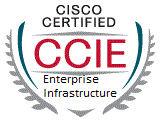 CISCO
CERTIFIED
CCIE
Enterprise
Infrastructure